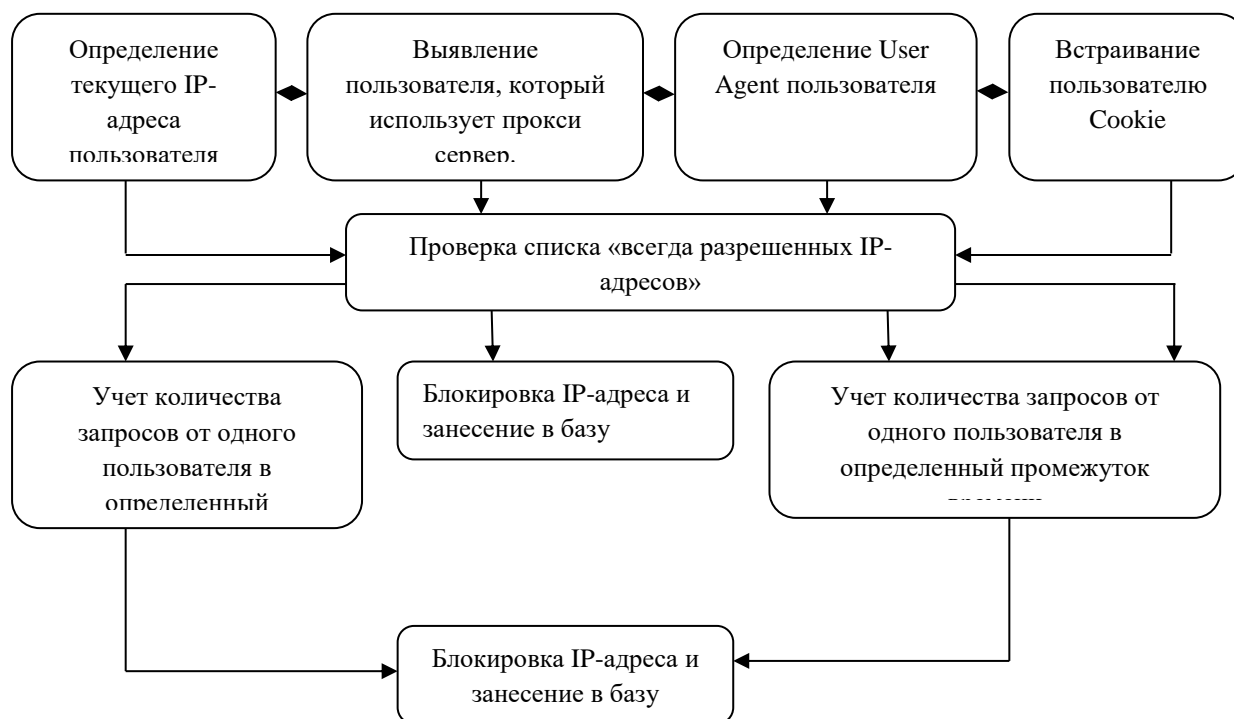 Определение
текущего IP-
адреса
пользователя
Выявление
пользователя, который
использует прокси
сервер.
Определение User
Agent пользователя
Встраивание
пользователю
Cookie
Проверка списка «всегда разрешенных IP-
адресов»
Учет количества
запросов от одного
пользователя в
определенный
Блокировка IP-адреса и
занесение в базу
Учет количества запросов от
одного пользователя в
определенный промежуток
времени
Блокировка IP-адреса и
занесение в базу